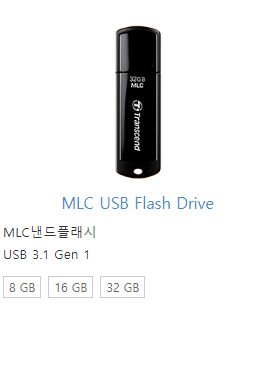 32GB
MLC
Transcend
MLC USB Flash Drive
MLC낸드플래시
USB 3.1 Gen 1
8 GB 16 GB 32 GB